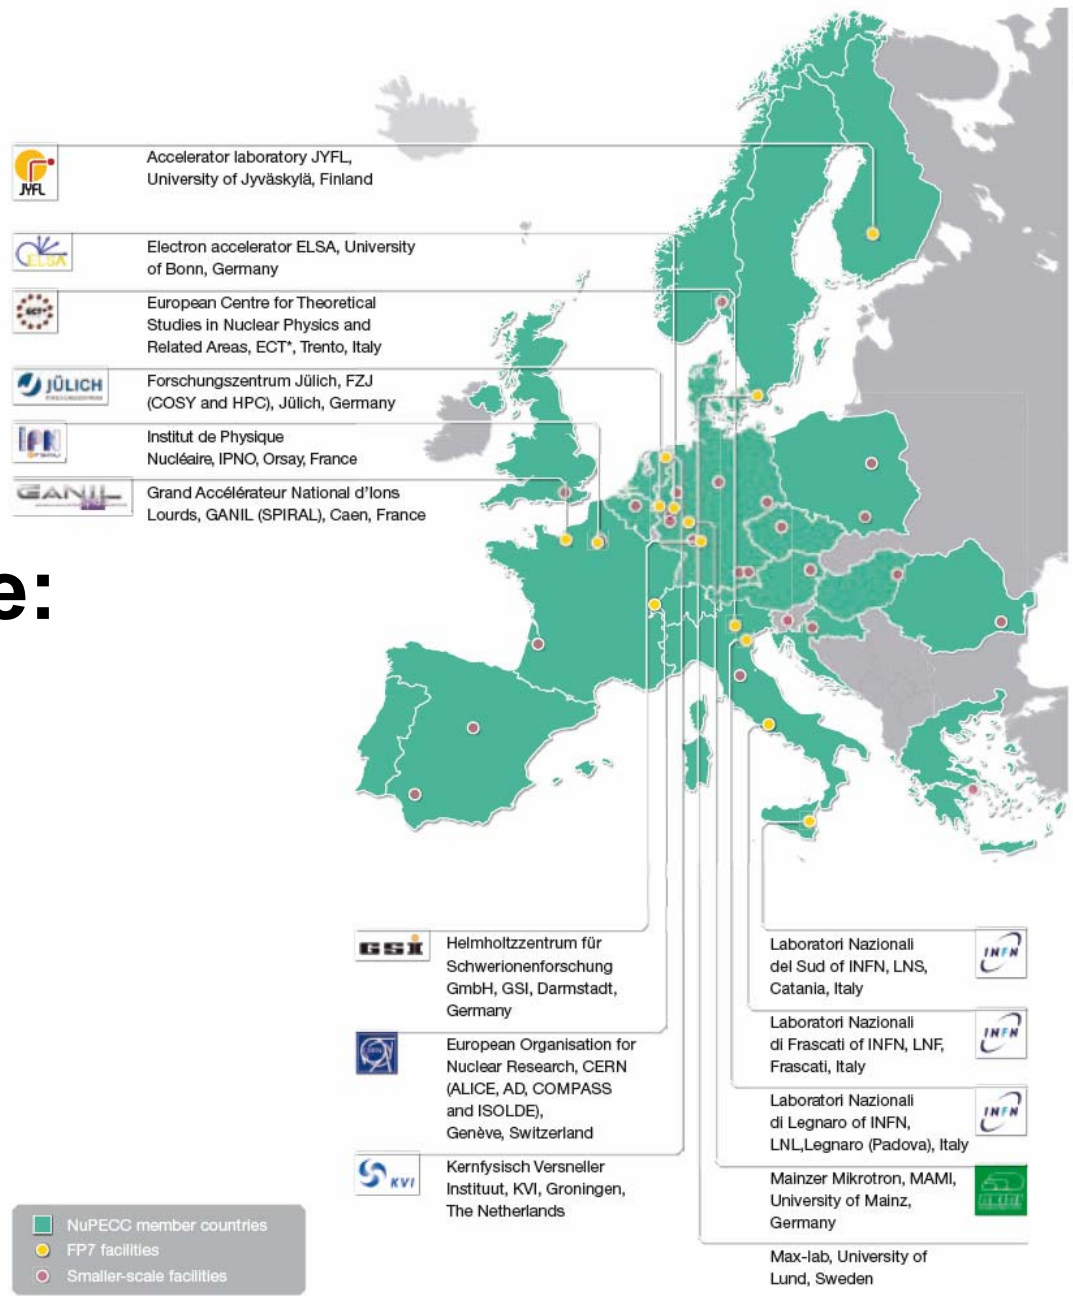 JYFL
Accelerator laboratory JYFL,
University of Jyväskylä, Finland
ELSA
Electron accelerator ELSA, University
of Bonn, Germany
ECT*
European Centre for Theoretical
Studies in Nuclear Physics and
Related Areas, ECT*, Trento, Italy
JÜLICH
Forschungszentrum Jülich, FZJ
(COSY and HPC), Jülich, Germany
IPN
Institut de Physique
Nucléaire, IPNO, Orsay, France
GANIL
Grand Accélérateur National d'Ions
Lourds, GANIL (SPIRAL), Caen, France
e:
GSI
Helmholtzzentrum für
Schwerionenforschung
GmbH, GSI, Darmstadt,
Germany
European Organisation for
Nuclear Research, CERN
(ALICE, AD, COMPASS
and ISOLDE),
Genève, Switzerland
KVI
Kernfysisch Versneller
Instituut, KVI, Groningen,
The Netherlands
Laboratori Nazionali
del Sud of INFN, LNS,
Catania, Italy
INFN
Laboratori Nazionali
di Frascati of INFN, LNF,
Frascati, Italy
INFN
Laboratori Nazionali
di Legnaro of INFN,
LNL,Legnaro (Padova), Italy
INFN
Mainzer Mikrotron, MAMI,
University of Mainz,
Germany
Max-lab, University of
Lund, Sweden
NuPECC member countries
FP7 facilities
Smaller-scale facilities